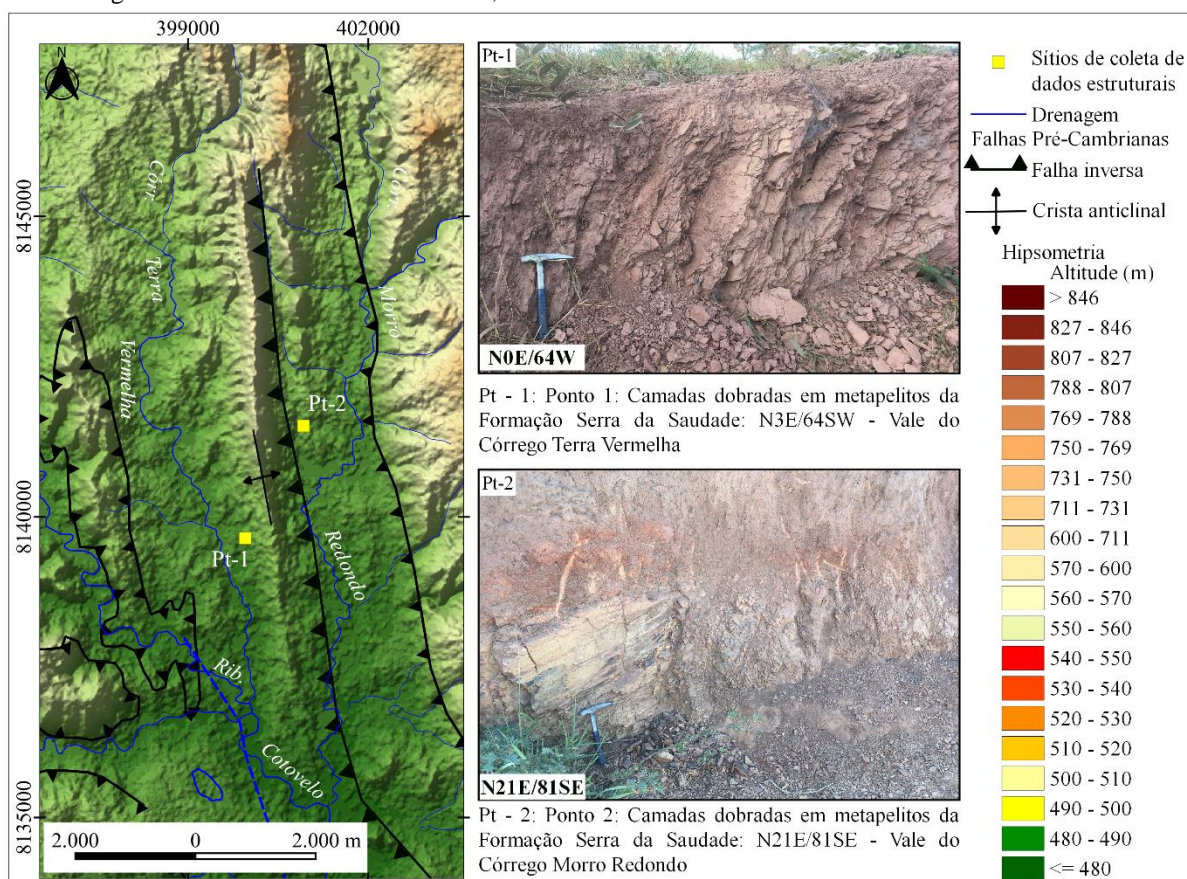 399000
402000
N
8145000
8140000
8135000
Córr
Terra
Vermelha
Córr
Morro
Redondo
Rib.
Cotovelo
Pt-2
Pt-1
2.000 0 2.000 m
Pt-1
N0E/64W
Pt - 1: Ponto 1: Camadas dobradas em metapelitos da
Formação Serra da Saudade: N3E/64SW - Vale do
Córrego Terra Vermelha
Pt-2
N21E/81SE
Pt - 2: Ponto 2: Camadas dobradas em metapelitos da
Formação Serra da Saudade: N21E/81SE - Vale do
Córrego Morro Redondo
Sítios de coleta de
dados estruturais
Drenagem
Falhas Pré-Cambrianas
Falha inversa
Crista anticlinal
Hipsometria
Altitude (m)
> 846
827 - 846
807 - 827
788 - 807
769 - 788
750 - 769
731 - 750
711 - 731
600 - 711
570 - 600
560 - 570
550 - 560
540 - 550
530 - 540
520 - 530
510 - 520
500 - 510
490 - 500
480 - 490
<= 480